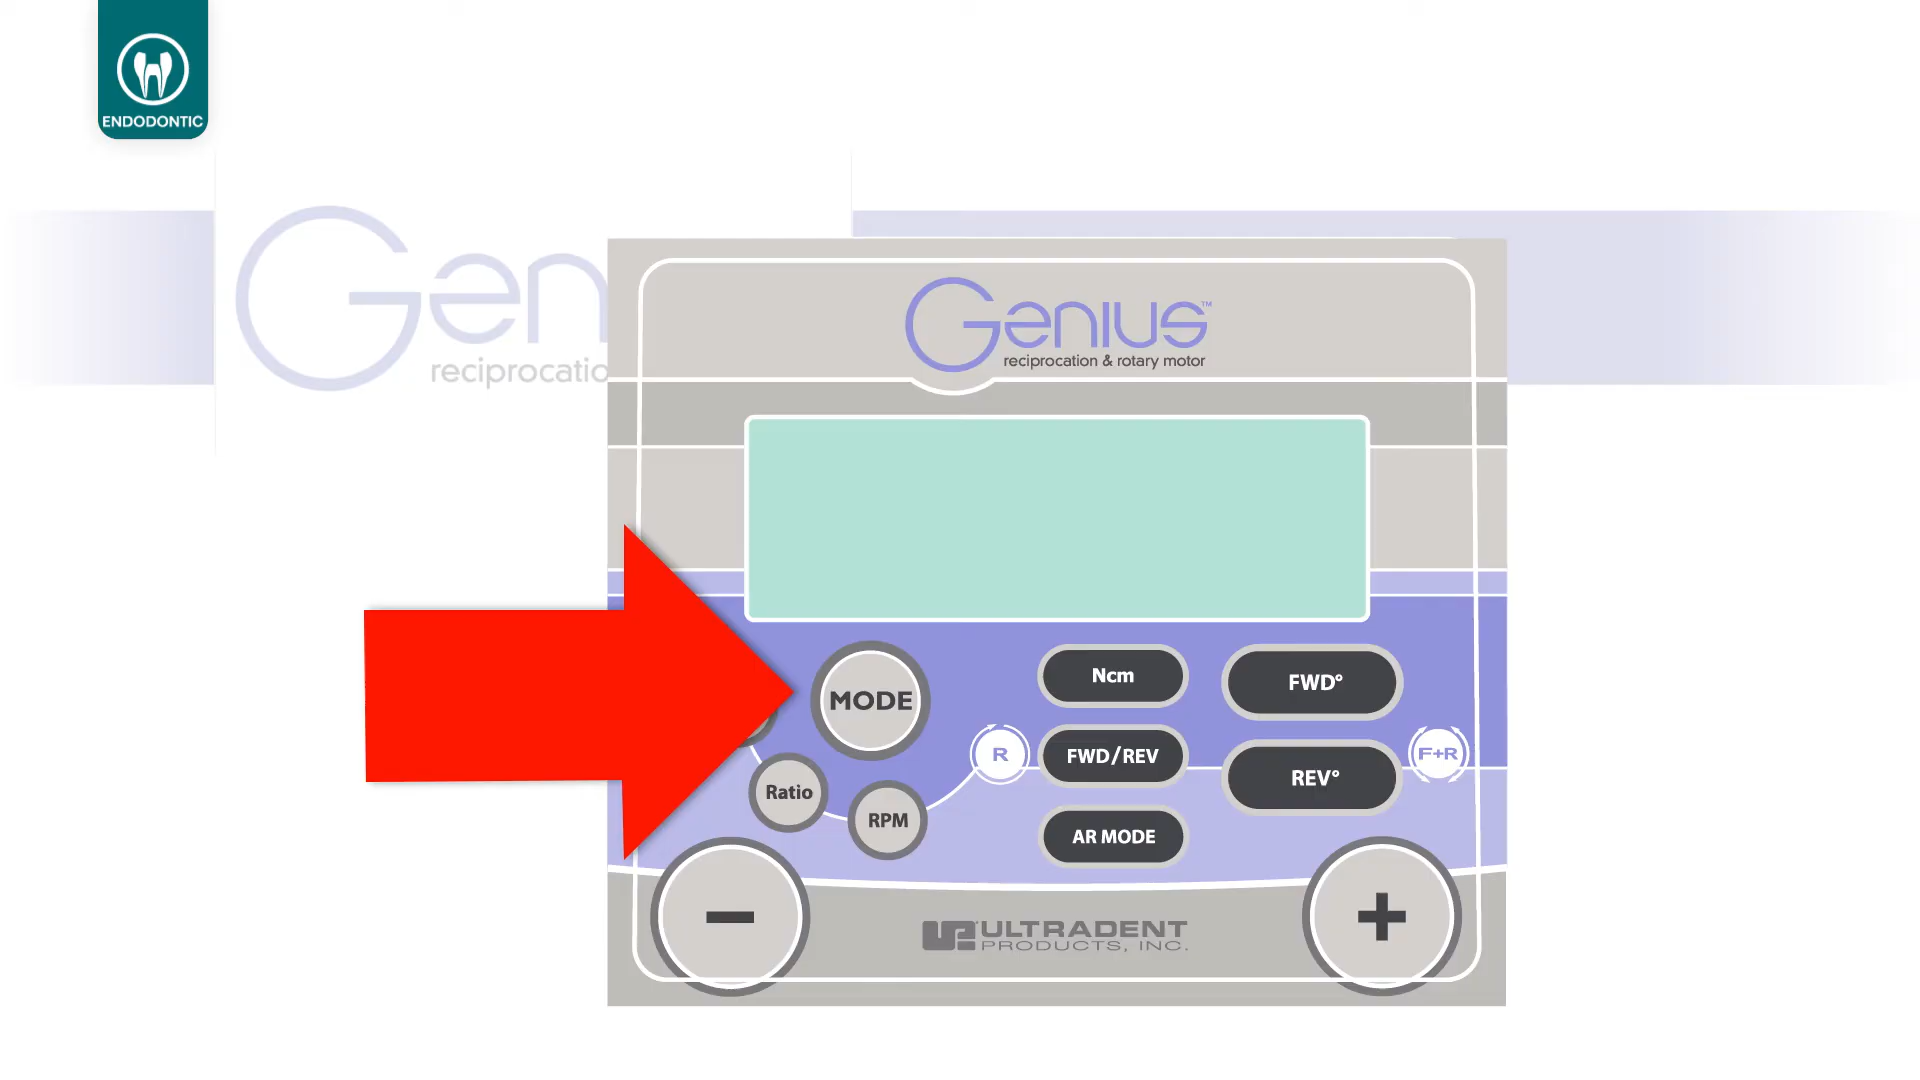 ENDODONTIC
Gen
reciprocatio
Genius™
reciprocation & rotary motor
MODE
Ncm
FWD°
R
FWD/REV
F+R
REV°
Ratio
RPM
AR MODE
−
+
ULTRADENT
PRODUCTS, INC.